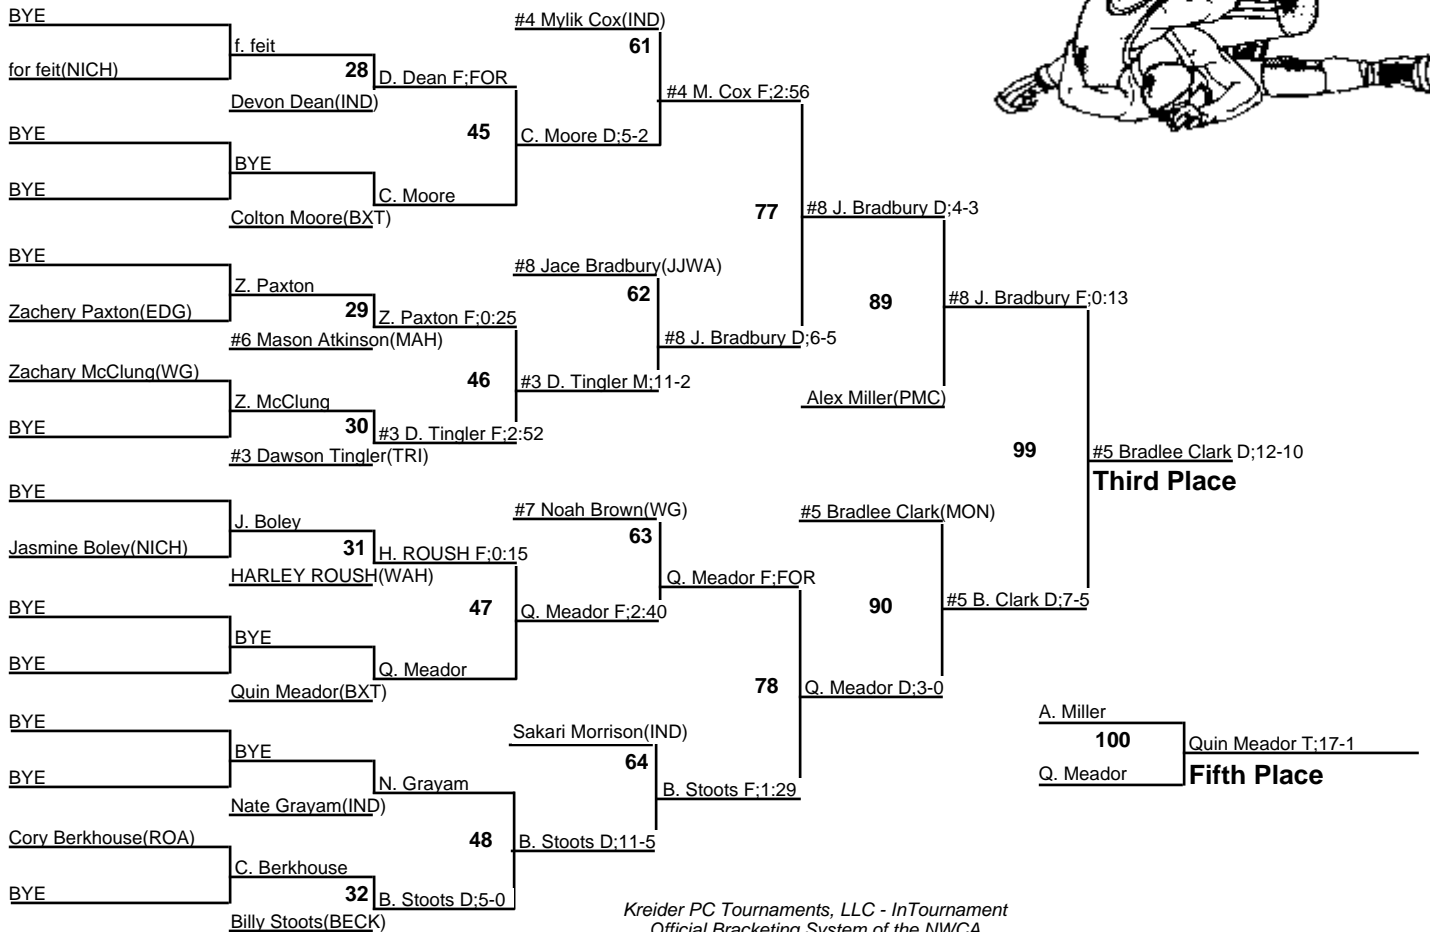 BYE
#4 Mylik Cox(IND)
f. feit
61
for feit(NICH)
28
D. Dean F;FOR
#4 M. Cox F;2:56
Devon Dean(IND)
BYE
45
C. Moore D;5-2
BYE
BYE
C. Moore
77
#8 J. Bradbury D;4-3
Colton Moore(BXT)
BYE
#8 Jace Bradbury(JJWA)
Z. Paxton
62
89
#8 J. Bradbury F;0:13
Zachery Paxton(EDG)
29
Z. Paxton F;0:25
#6 Mason Atkinson(MAH)
#8 J. Bradbury D;6-5
Zachary McClung(WG)
46
#3 D. Tingler M;11-2
Z. McClung
Alex Miller(PMC)
BYE
30
#3 D. Tingler F;2:52
#3 Dawson Tingler(TRI)
99
#5 Bradlee Clark D;12-10
Third Place
BYE
#7 Noah Brown(WG)
#5 Bradlee Clark(MON)
J. Boley
63
Jasmine Boley(NICH)
31
H. ROUSH F;0:15
HARLEY ROUSH(WAH)
Q. Meador F;FOR
BYE
47
Q. Meador F;2:40
90
#5 B. Clark D;7-5
BYE
BYE
Q. Meador
Quin Meador(BXT)
78
Q. Meador D;3-0
BYE
Sakari Morrison(IND)
A. Miller
BYE
64
100
Quin Meador T;17-1
BYE
N. Grayam
B. Stoots F;1:29
Q. Meador
Fifth Place
Nate Grayam(IND)
Cory Berkhouse(ROA)
48
B. Stoots D;11-5
C. Berkhouse
BYE
32
B. Stoots D;5-0
Billy Stoots(BECK)
Kreider PC Tournaments, LLC - InTournament
Official Bracketing System of the NWCA